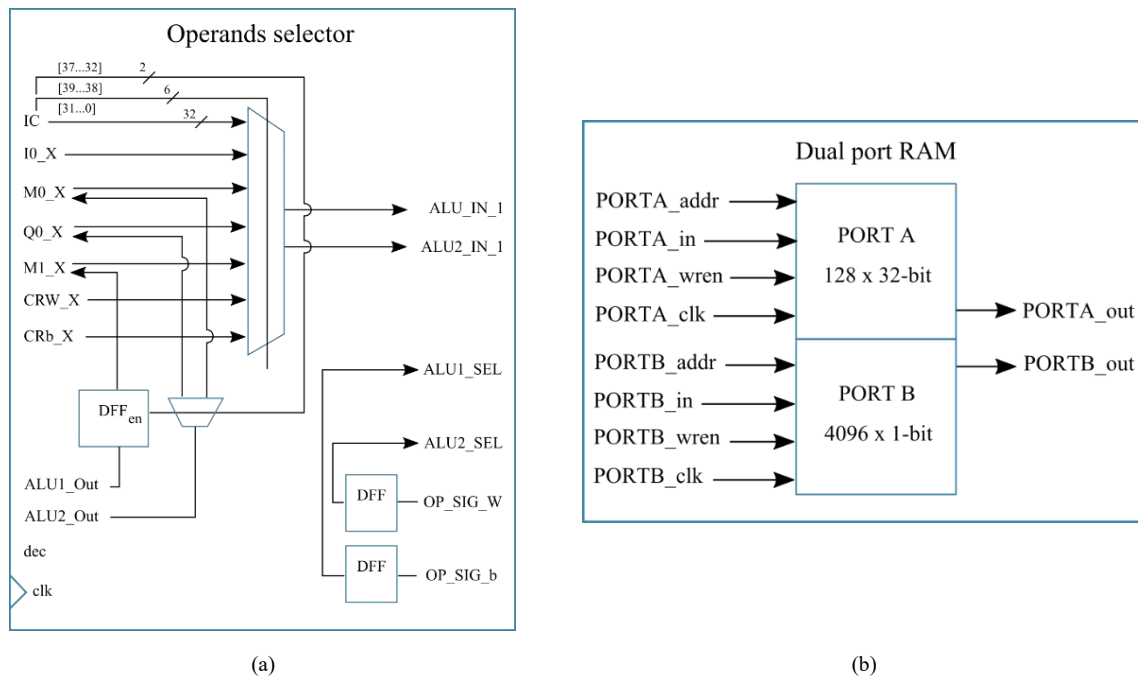 Operands selector
[37...32] 2
[39...38] 6
[31...0] 32
IC
I0_X
M0_X
Q0_X
M1_X
CRW_X
CRb_X
ALU_IN_1
ALU2_IN_1
ALU1_SEL
ALU2_SEL
DFF en
DFF
OP_SIG_W
DFF
OP_SIG_b
ALU1_Out
ALU2_Out
dec
clk
(a)
Dual port RAM
PORTA_addr
PORTA_in
PORTA_wren
PORTA_clk
PORTB_addr
PORTB_in
PORTB_wren
PORTB_clk
PORT A
128 x 32-bit
PORT B
4096 x 1-bit
PORTA_out
PORTB_out
(b)